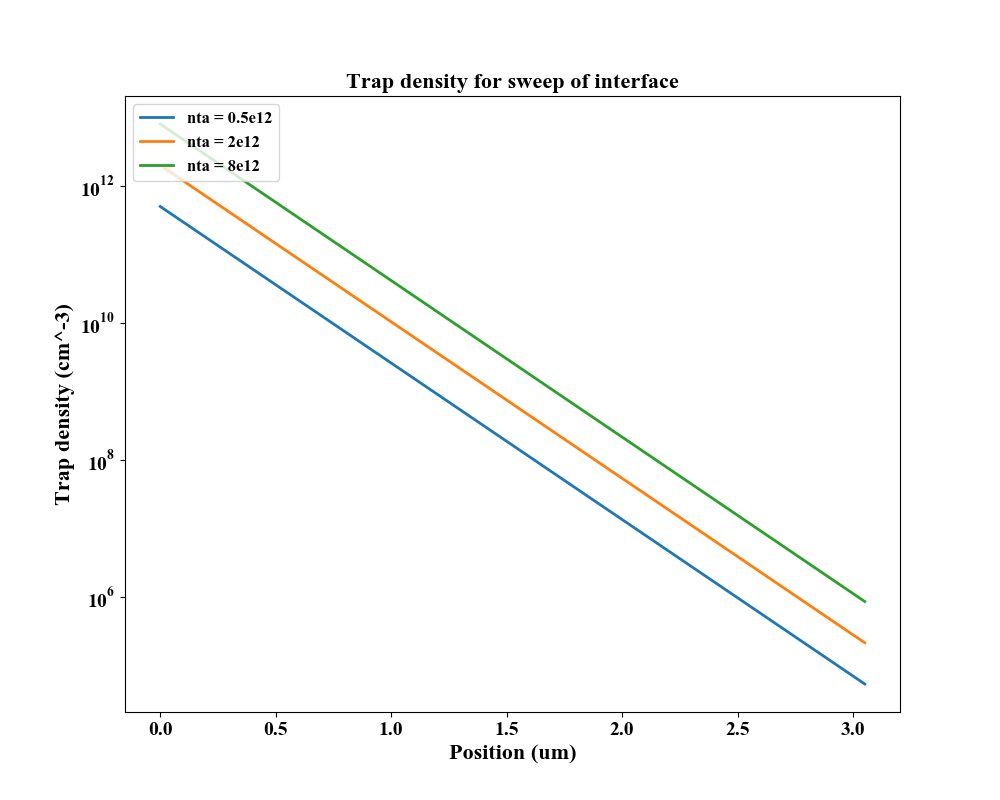 Trap density for sweep of interface
nta = 0.5e12
nta = 2e12
nta = 8e12
10^12
10^10
10^8
10^6
Trap density (cm^-3)
0.0 0.5 1.0 1.5 2.0 2.5 3.0
Position (um)